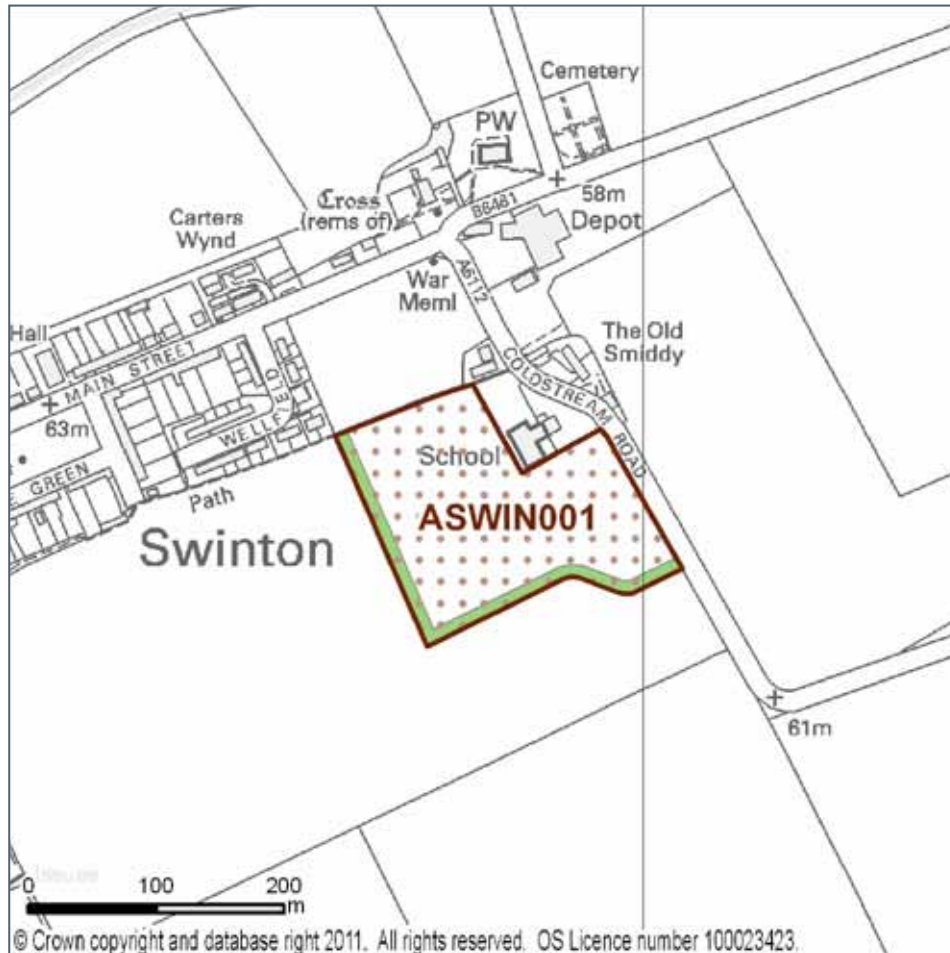 Cemetery
PW
Cross
(rems of)
B6461
58m
Depot
Carters
Wynd
War
Meml
A6112
Hall
The Old
Smiddy
MAIN STREET
COLDSTREAM ROAD
WELLFIELD
63m
School
E GREEN
Path
ASWIN001
Swinton
61m
0 100 200
m
© Crown copyright and database right 2011. All rights reserved. OS Licence number 100023423.